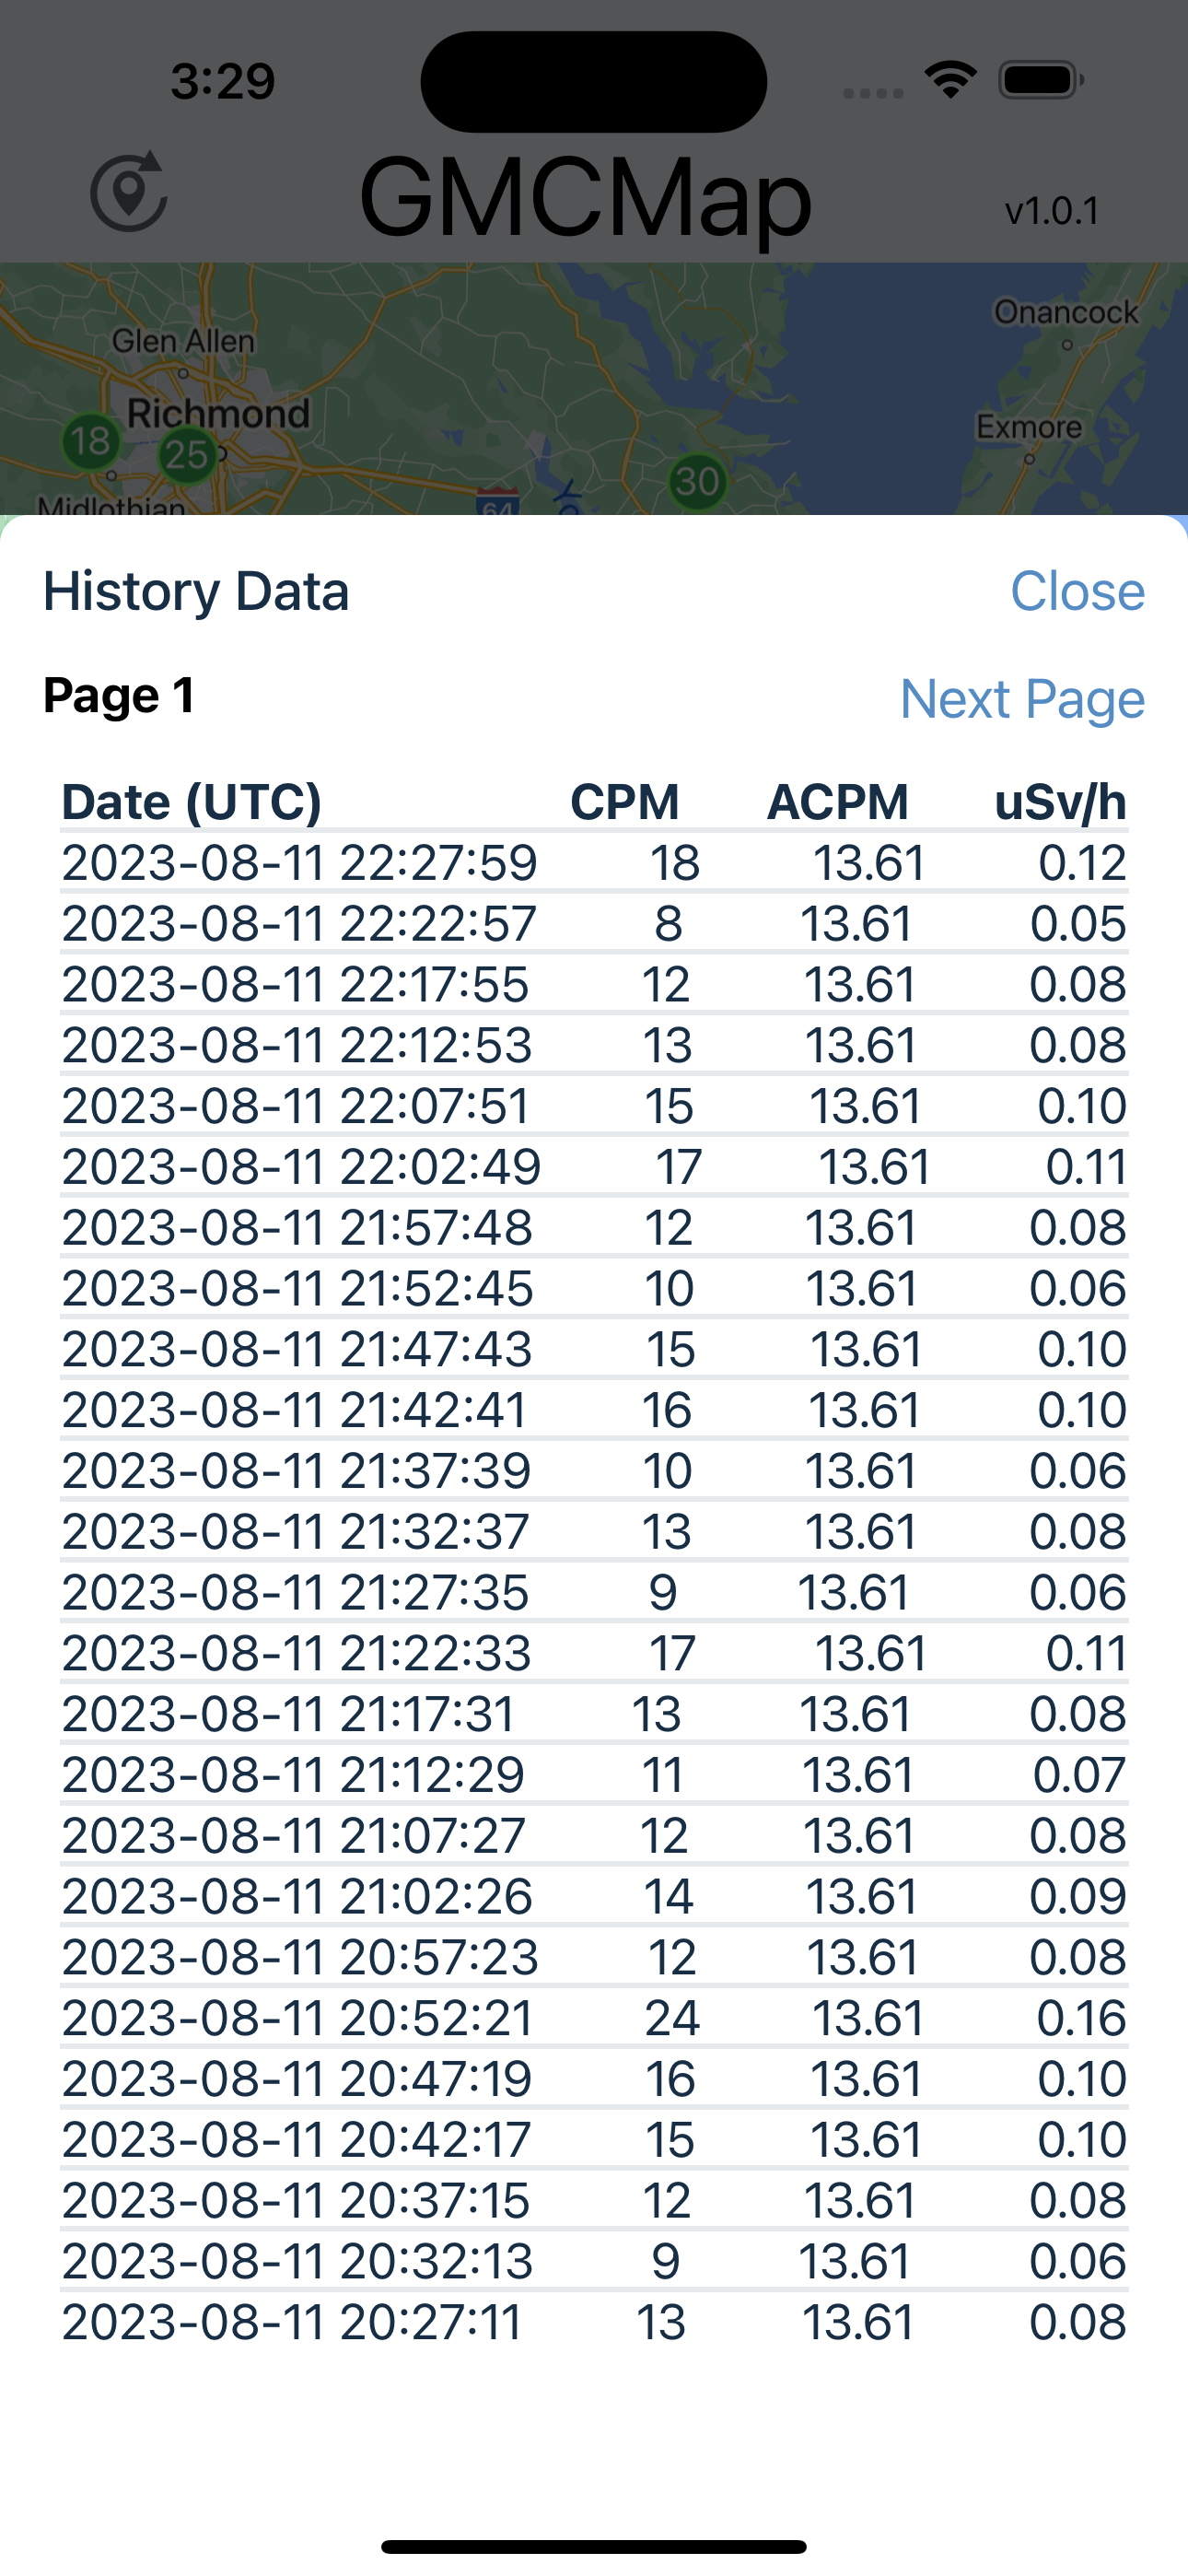 3:29
GMCMap
v1.0.1
Onancock
Glen Allen
Richmond
Exmore
18
25
30
Midlothian
64
History Data Close
Page 1 Next Page
Date (UTC) CPM ACPM uSv/h
2023-08-11 22:27:59 18 13.61 0.12
2023-08-11 22:22:57 8 13.61 0.05
2023-08-11 22:17:55 12 13.61 0.08
2023-08-11 22:12:53 13 13.61 0.08
2023-08-11 22:07:51 15 13.61 0.10
2023-08-11 22:02:49 17 13.61 0.11
2023-08-11 21:57:48 12 13.61 0.08
2023-08-11 21:52:45 10 13.61 0.06
2023-08-11 21:47:43 15 13.61 0.10
2023-08-11 21:42:41 16 13.61 0.10
2023-08-11 21:37:39 10 13.61 0.06
2023-08-11 21:32:37 13 13.61 0.08
2023-08-11 21:27:35 9 13.61 0.06
2023-08-11 21:22:33 17 13.61 0.11
2023-08-11 21:17:31 13 13.61 0.08
2023-08-11 21:12:29 11 13.61 0.07
2023-08-11 21:07:27 12 13.61 0.08
2023-08-11 21:02:26 14 13.61 0.09
2023-08-11 20:57:23 12 13.61 0.08
2023-08-11 20:52:21 24 13.61 0.16
2023-08-11 20:47:19 16 13.61 0.10
2023-08-11 20:42:17 15 13.61 0.10
2023-08-11 20:37:15 12 13.61 0.08
2023-08-11 20:32:13 9 13.61 0.06
2023-08-11 20:27:11 13 13.61 0.08